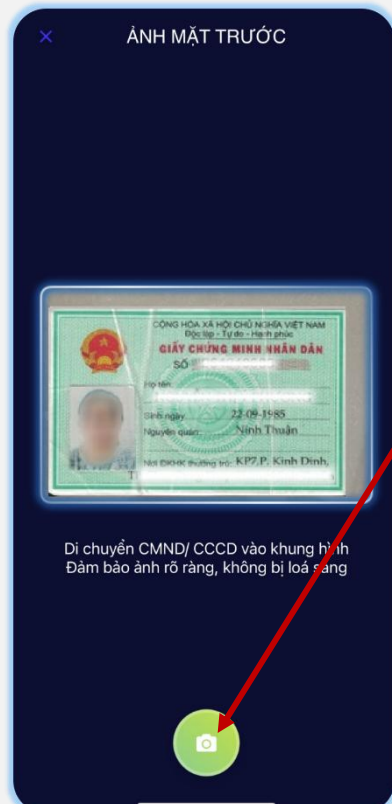 ẢNH MẶT TRƯỚC
CỘNG HÒA XÃ HỘI CHỦ NGHĨA VIỆT NAM
Độc lập - Tự do - Hạnh phúc
GIẤY CHỨNG MINH NHÂN DÂN
SỐ
Họ tên
Sinh ngày 22-09-1985
Nguyên quán Ninh Thuận
Nơi ĐKHK thường trú: KP7,P. Kinh Dinh,
Di chuyển CMND/ CCCD vào khung hình
Đảm bảo ảnh rõ ràng, không bị loá sáng